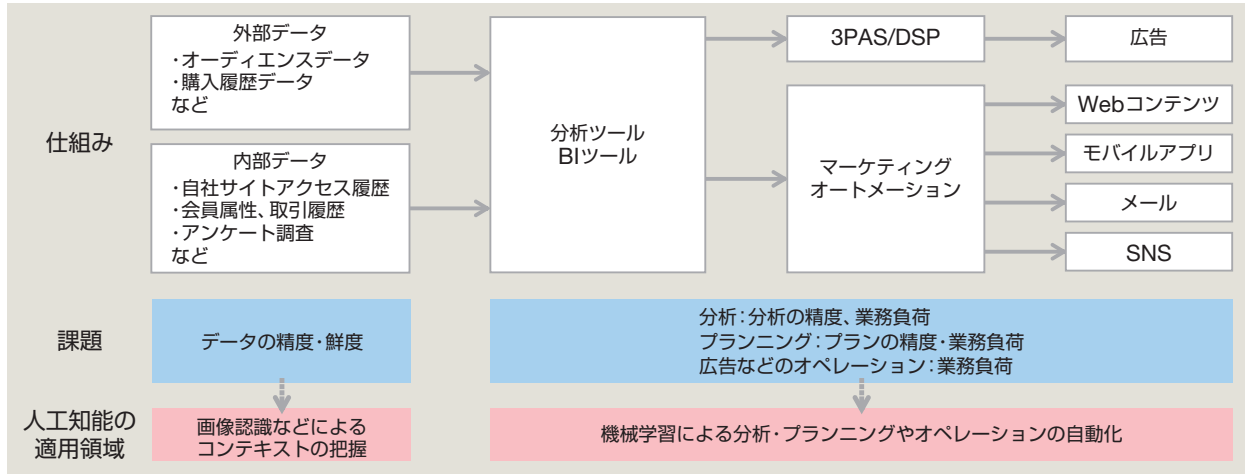 仕組み
外部データ
・オーディエンスデータ
・購入履歴データ
など
内部データ
・自社サイトアクセス履歴
・会員属性、取引履歴
・アンケート調査
など
分析ツール
BIツール
3PAS/DSP
マーケティング
オートメーション
広告
Webコンテンツ
モバイルアプリ
メール
SNS
課題
データの精度・鮮度
分析：分析の精度、業務負荷
プランニング：プランの精度・業務負荷
広告などのオペレーション：業務負荷
人工知能の
適用領域
画像認識などによる
コンテキストの把握
機械学習による分析・プランニングやオペレーションの自動化